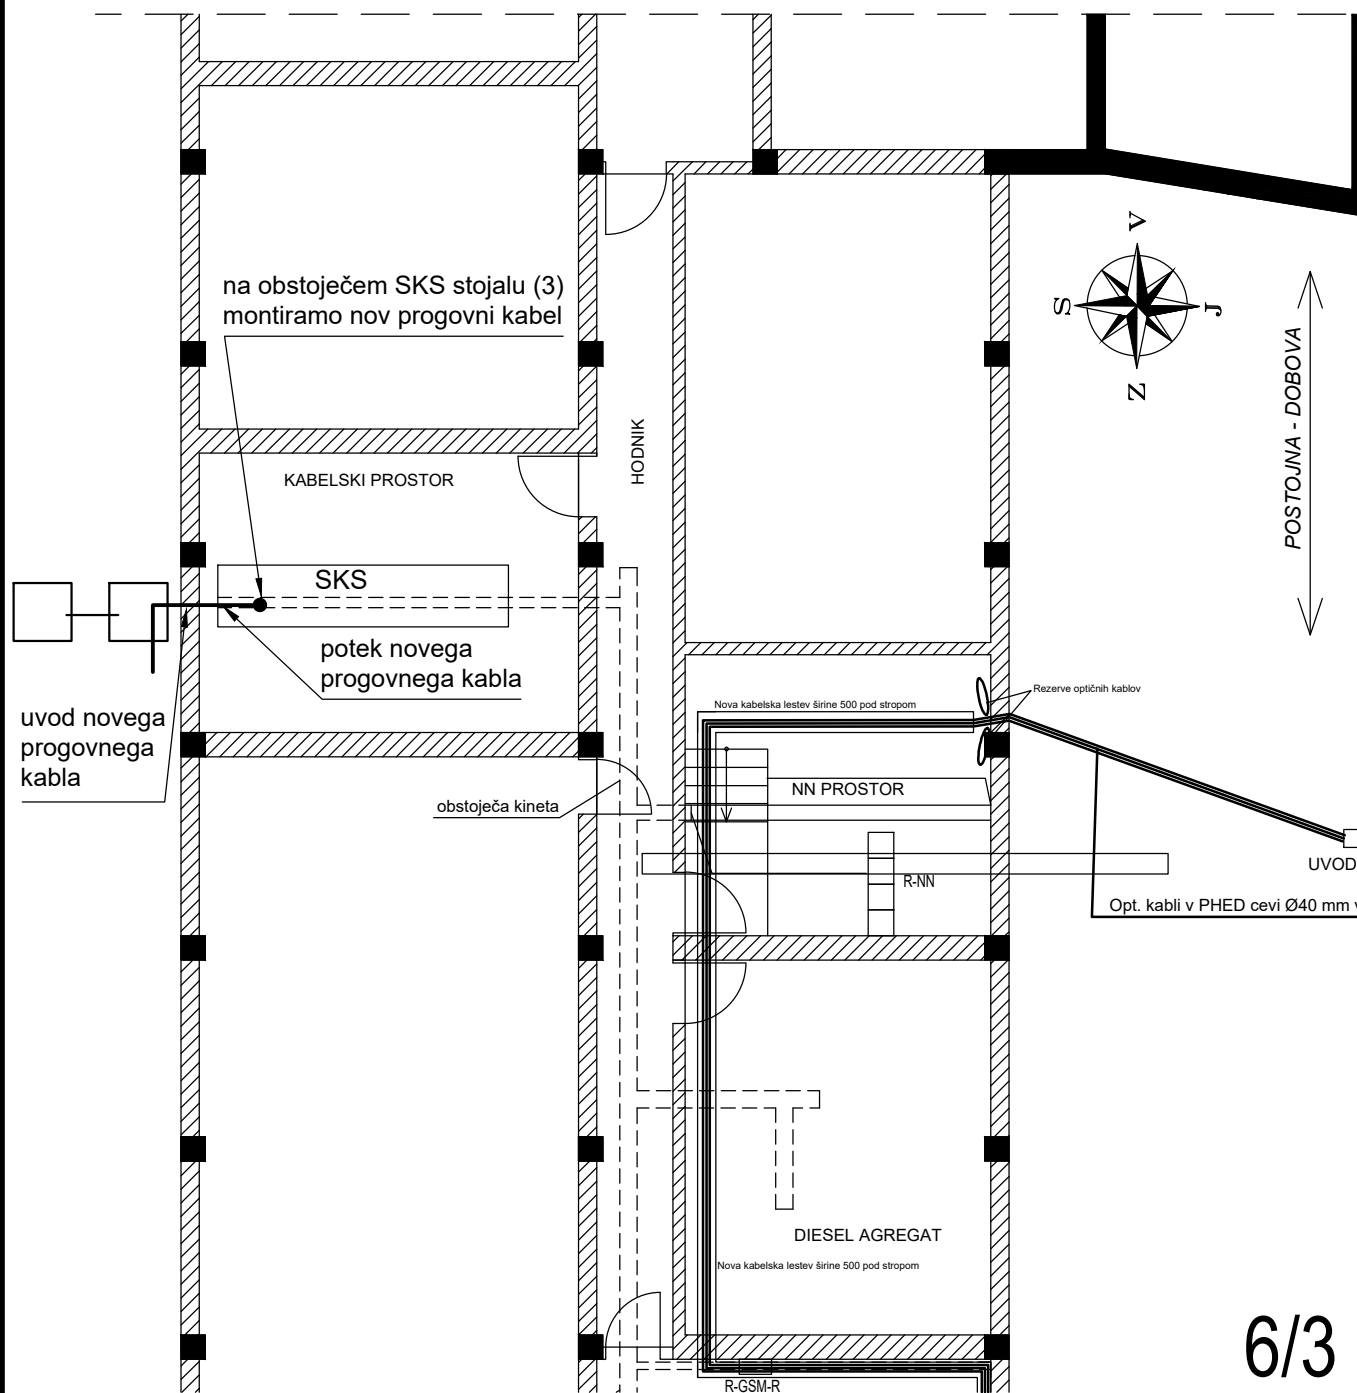 na obstoječem SKS stojalu (3)
montiramo nov progovni kabel
V
S
J
Z
POSTOJNA - DOBOVA
HODNIK
KABELSKI PROSTOR
SKS
potek novega
progovnega kabla
uvod novega
progovnega
kabla
Rezerve optičnih kablov
Nova kabelska lestev širine 500 pod stropom
NN PROSTOR
obstoječa kineta
UVOD
R-NN
Opt. kabli v PHED cevi Ø40 mm v
DIESEL AGREGAT
Nova kabelska lestev širine 500 pod stropom
6/3
R-GSM-R